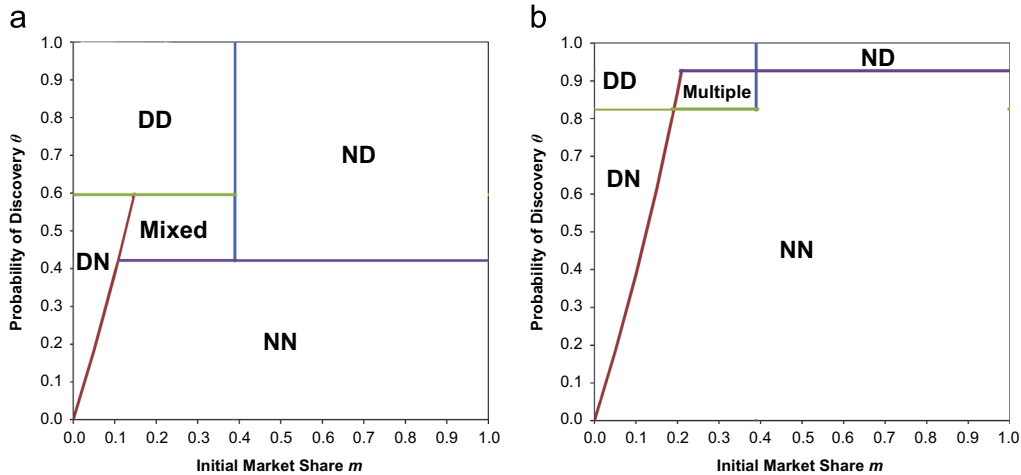 a
1.0
0.9
0.8
0.7
0.6
0.5
0.4
0.3
0.2
0.1
0.0
Probability of Discovery θ
DD
ND
Mixed
DN
NN
0.0 0.1 0.2 0.3 0.4 0.5 0.6 0.7 0.8 0.9 1.0
Initial Market Share m
b
1.0
0.9
0.8
0.7
0.6
0.5
0.4
0.3
0.2
0.1
0.0
Probability of Discovery θ
ND
DD
Multiple
DN
NN
0.0 0.1 0.2 0.3 0.4 0.5 0.6 0.7 0.8 0.9 1.0
Initial Market Share m